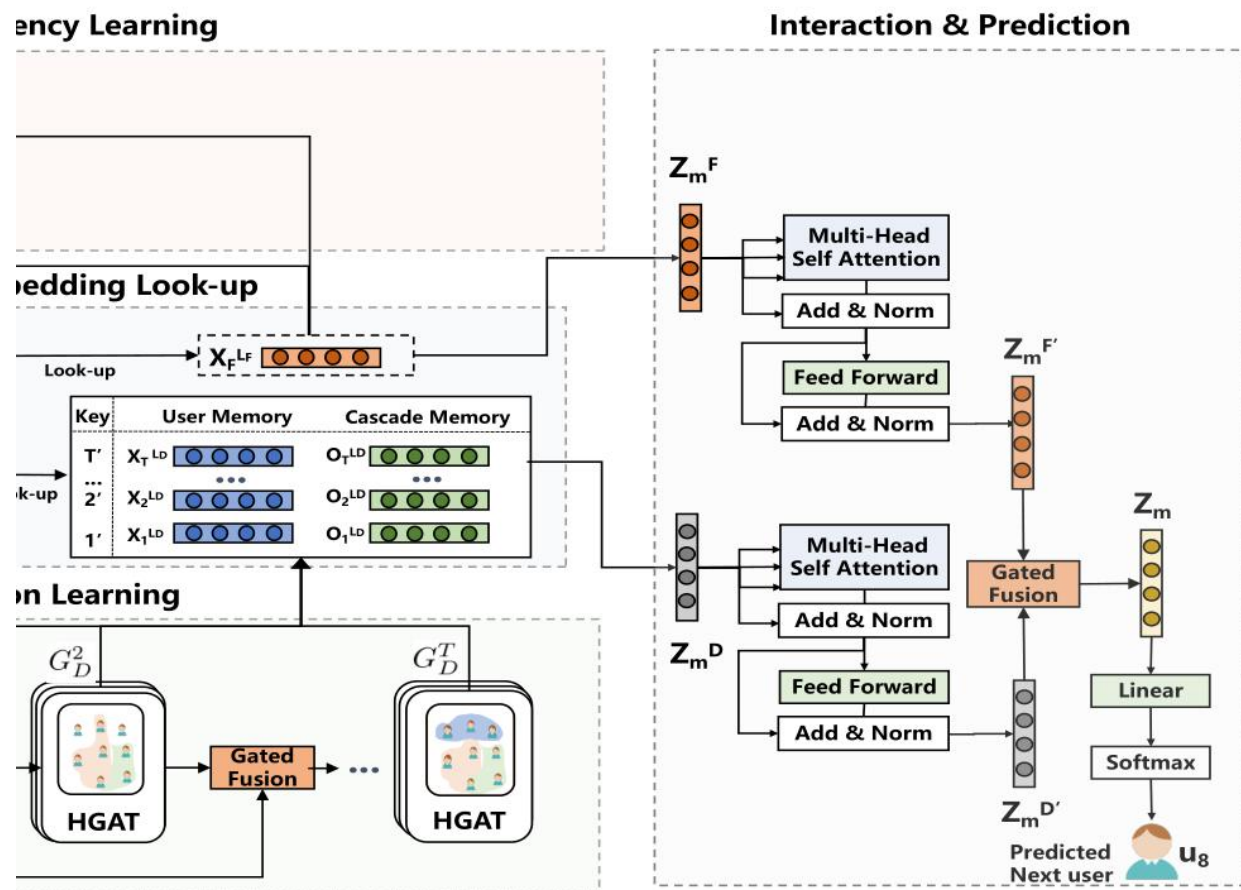 ency Learning
Interaction & Prediction
Z_m^F
Multi-Head
Self Attention
Add & Norm
Feed Forward
Add & Norm
Z_m^F'
bedding Look-up
X_F^LF
Look-up
Key User Memory Cascade Memory
T' X_T^LD O_T^LD
... ... ...
2' X_2^LD O_2^LD
1' X_1^LD O_1^LD
ok-up
Multi-Head
Self Attention
Add & Norm
Feed Forward
Add & Norm
Z_m^D
Z_m^D'
Gated
Fusion
Z_m
Linear
Softmax
Predicted
Next user
u_8
on Learning
G_D^2
G_D^T
HGAT
Gated
Fusion
...
HGAT